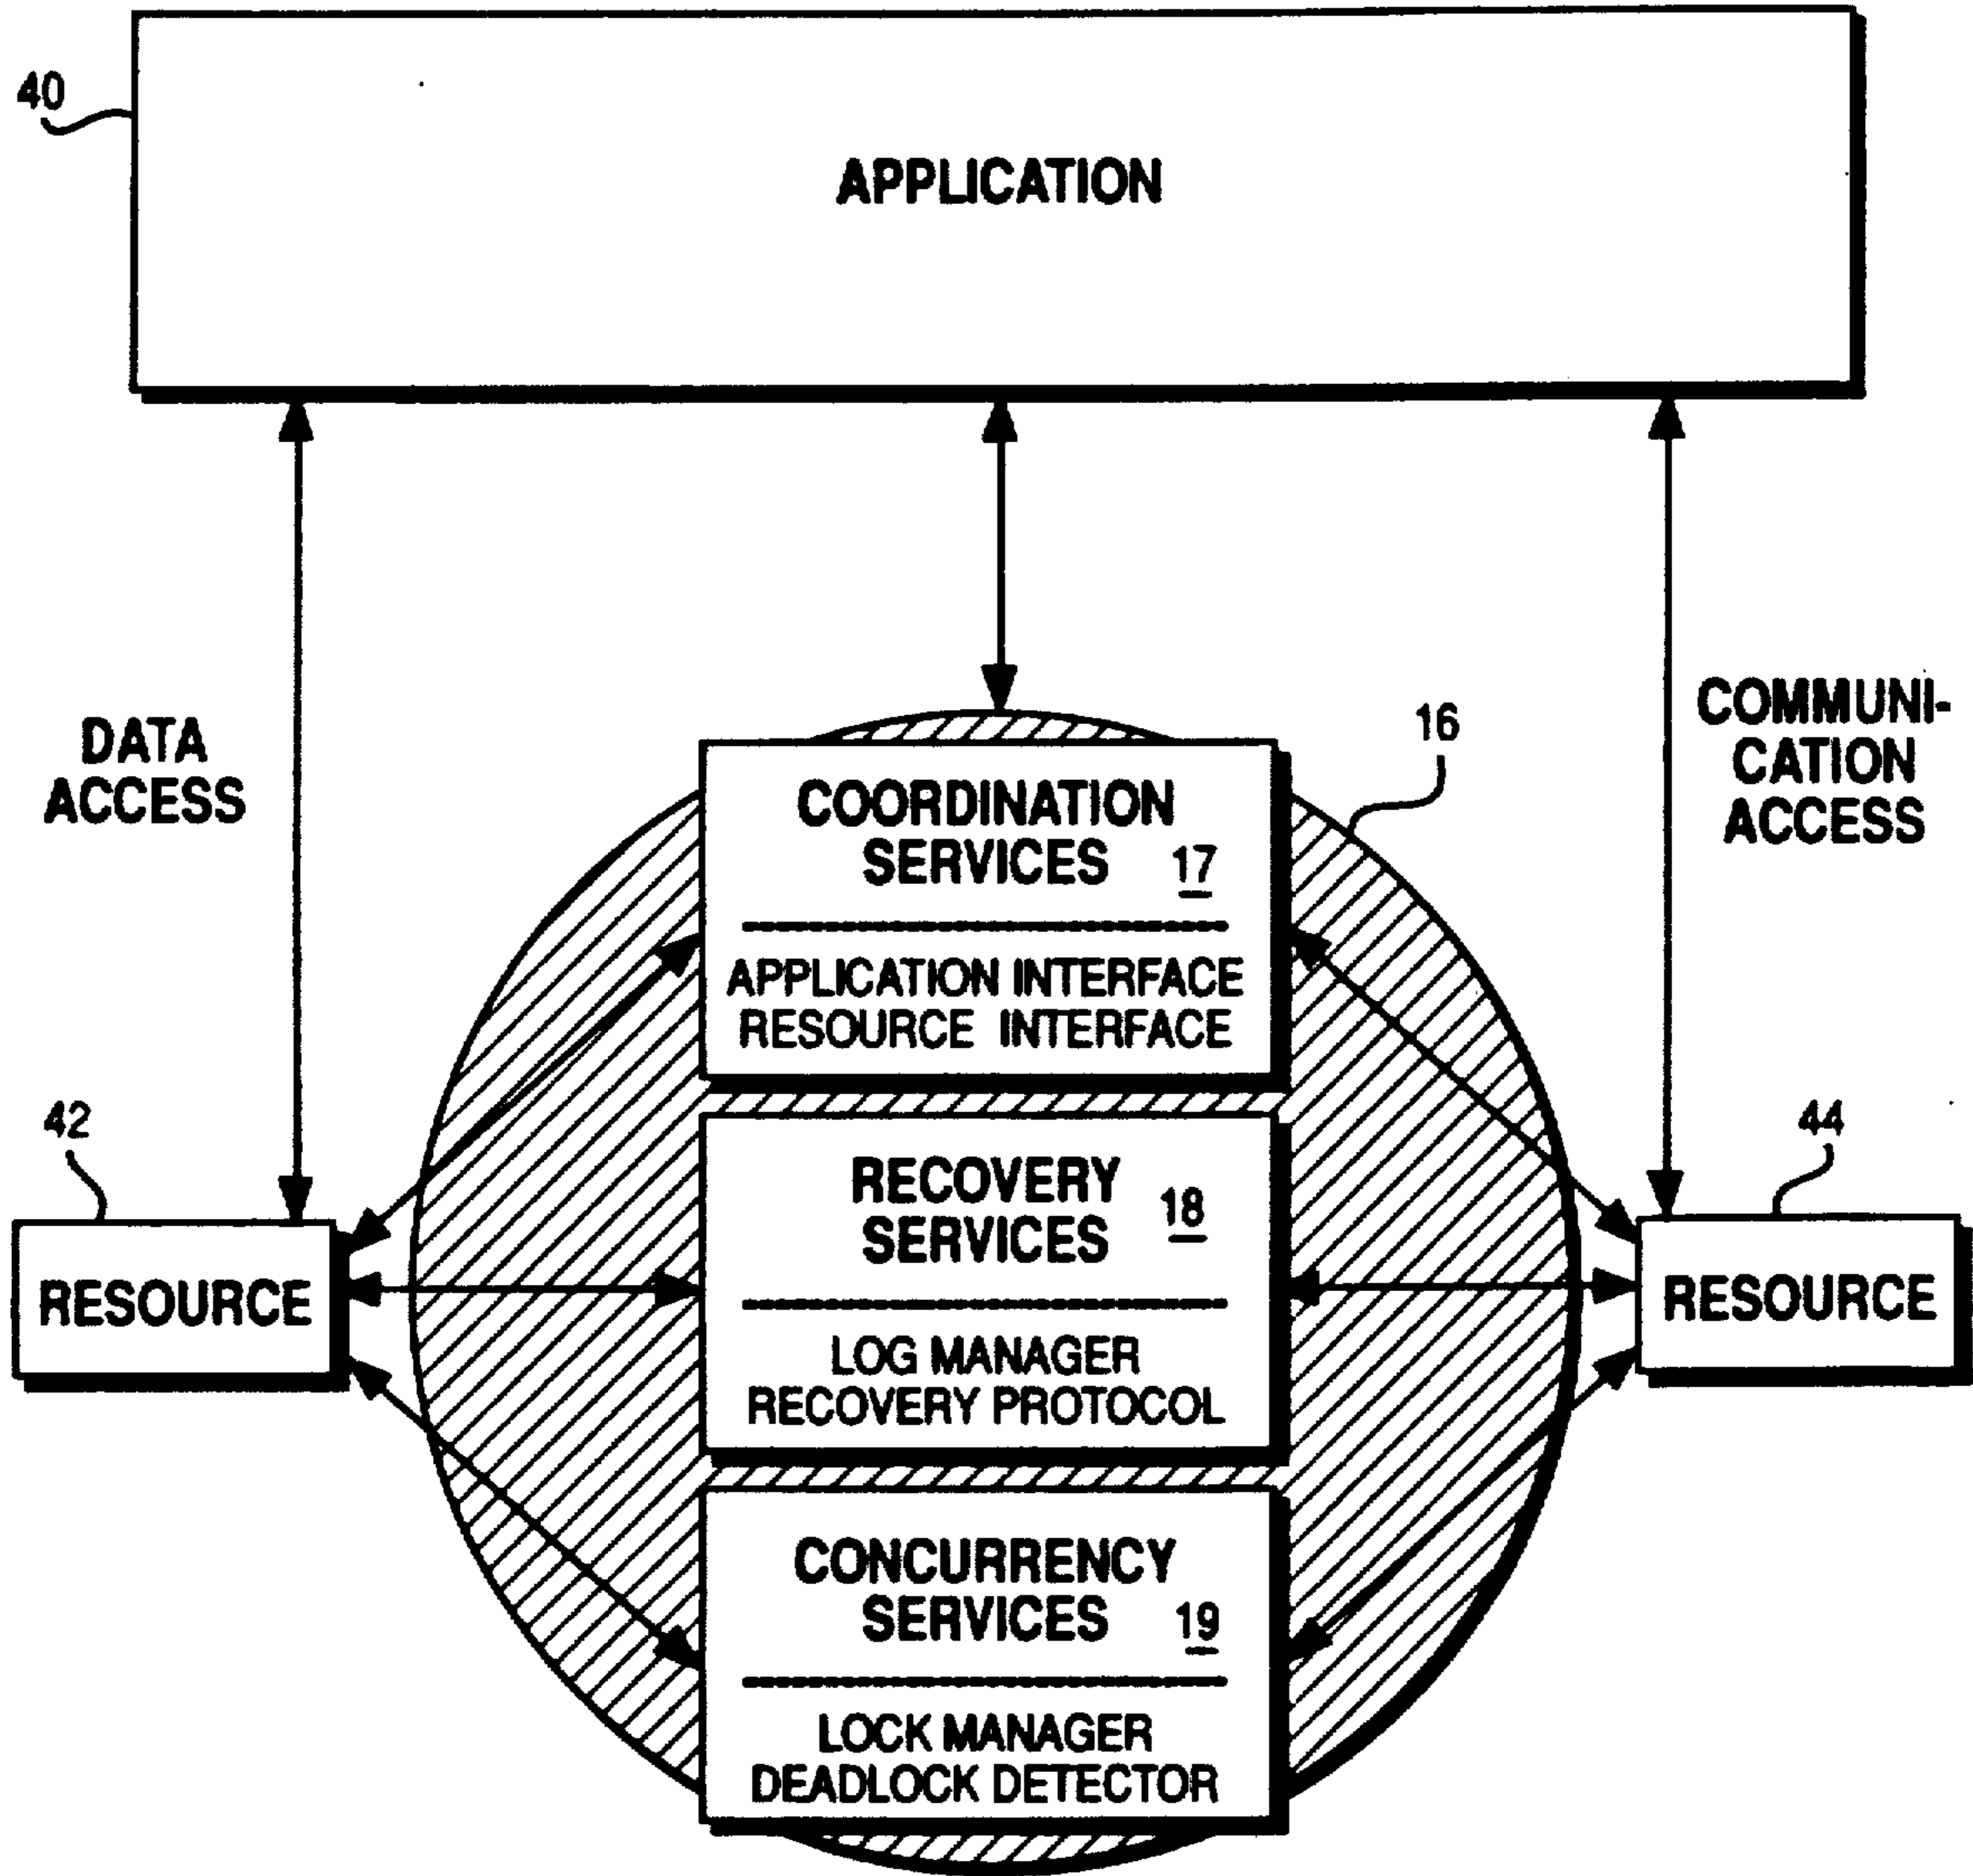 40
APPLICATION
DATA
ACCESS
16
COMMUNI-
CATION
ACCESS
COORDINATION
SERVICES 17
APPLICATION INTERFACE
RESOURCE INTERFACE
42
RESOURCE
RECOVERY
SERVICES 18
LOG MANAGER
RECOVERY PROTOCOL
44
RESOURCE
CONCURRENCY
SERVICES 19
LOCK MANAGER
DEADLOCK DETECTOR